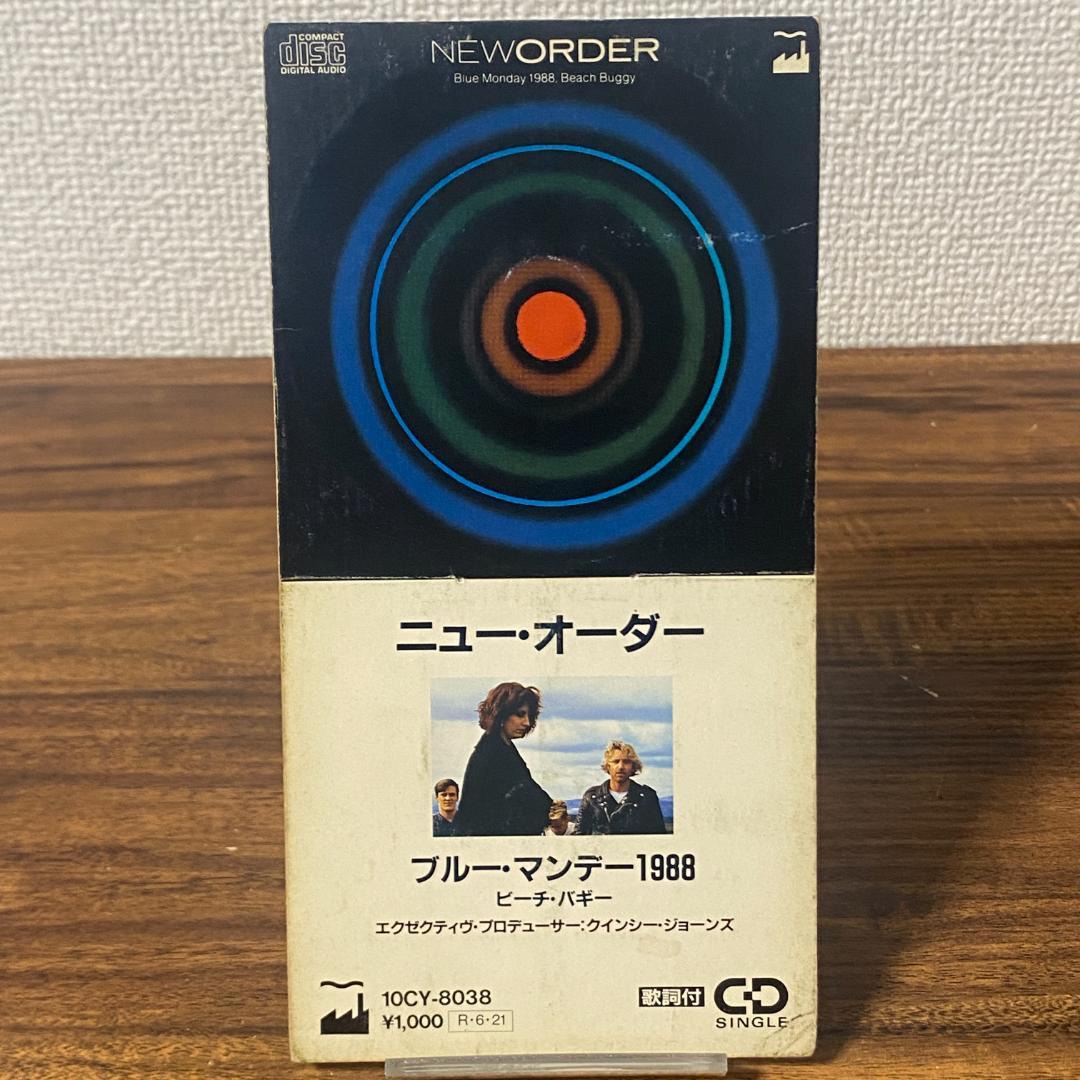 COMPACT
disc
DIGITAL AUDIO
NEWORDER
Blue Monday 1988, Beach Buggy
ニュー・オーダー
ブルー・マンデー1988
ビーチ・バギー
エクゼクティヴ・プロデューサー:クインシー・ジョーンズ
10CY-8038
¥1,000 R・6・21
歌詞付
CD
SINGLE